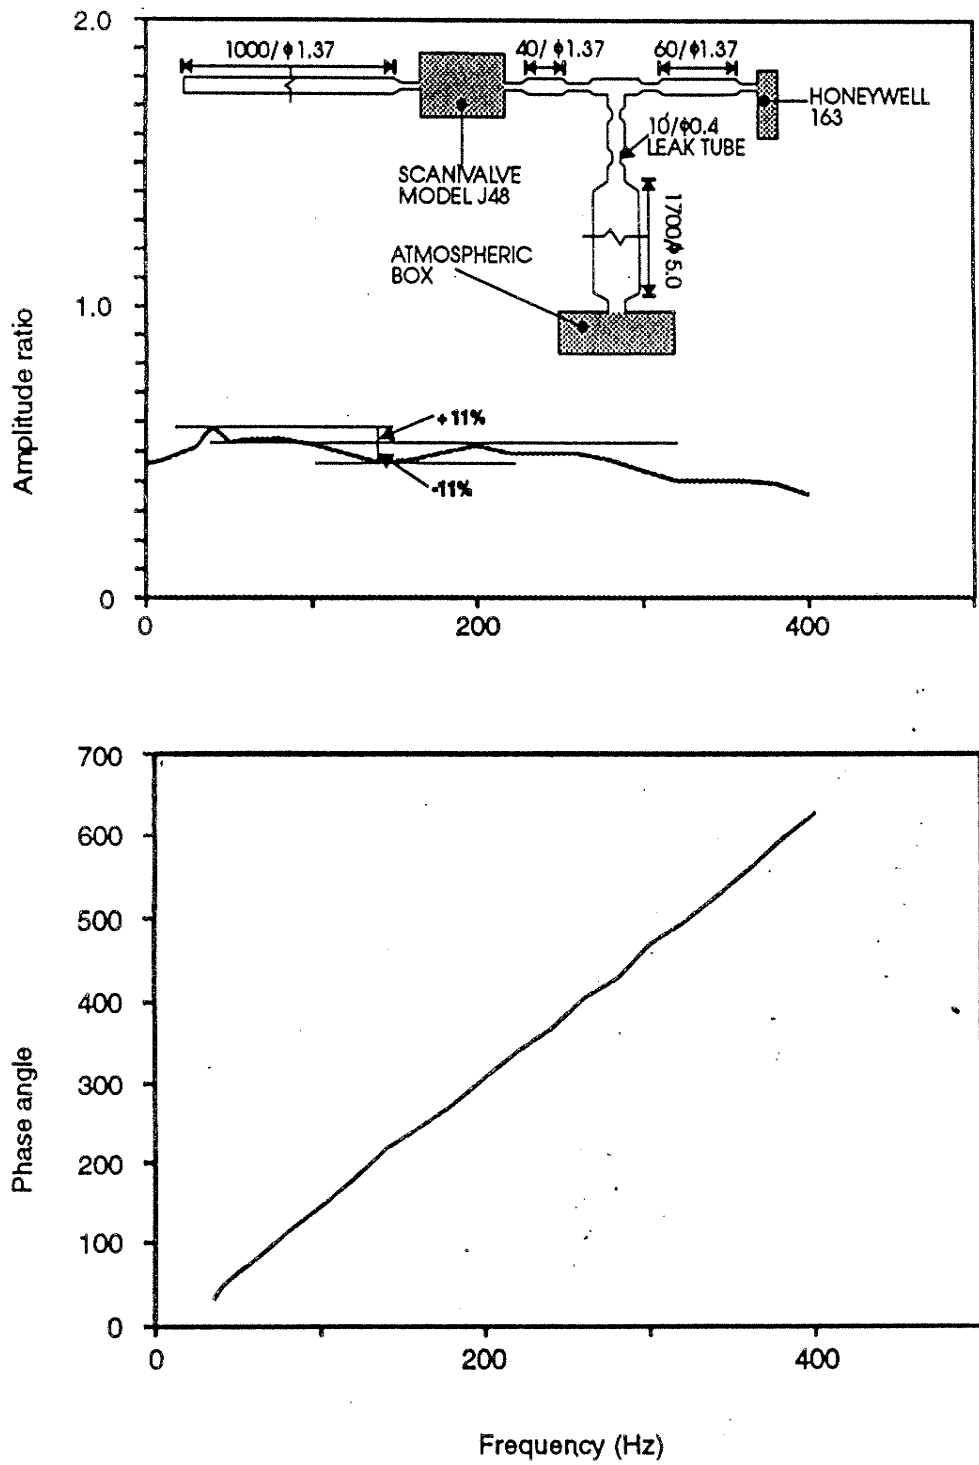 2.0
1000/ ϕ1.37
40/ ϕ1.37
60/ϕ1.37
HONEYWELL
163
10/ϕ0.4
LEAK TUBE
SCANIVALVE
MODEL J48
1700/ϕ 5.0
ATMOSPHERIC
BOX
1.0
Amplitude ratio
+11%
-11%
0
0
200
400
700
600
500
400
300
200
100
0
Phase angle
0
200
400
Frequency (Hz)